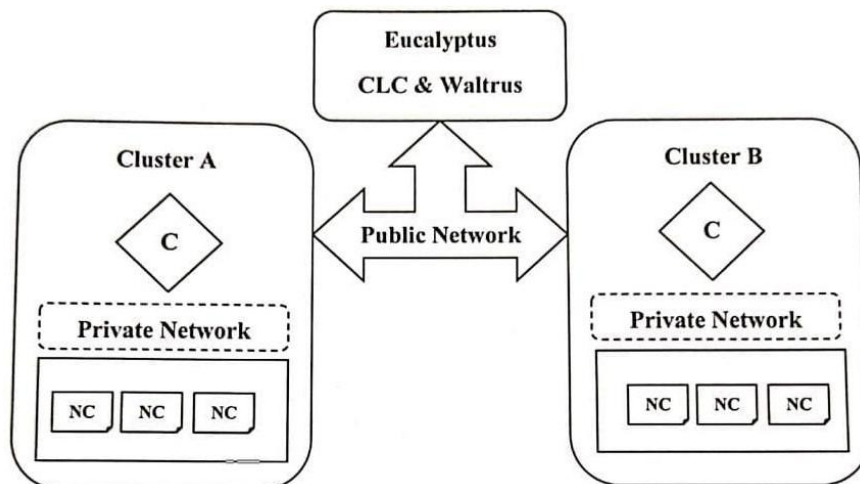 Eucalyptus
CLC & Waltrus
Cluster A
C
Private Network
NC NC NC
Public Network
Cluster B
C
Private Network
NC NC NC